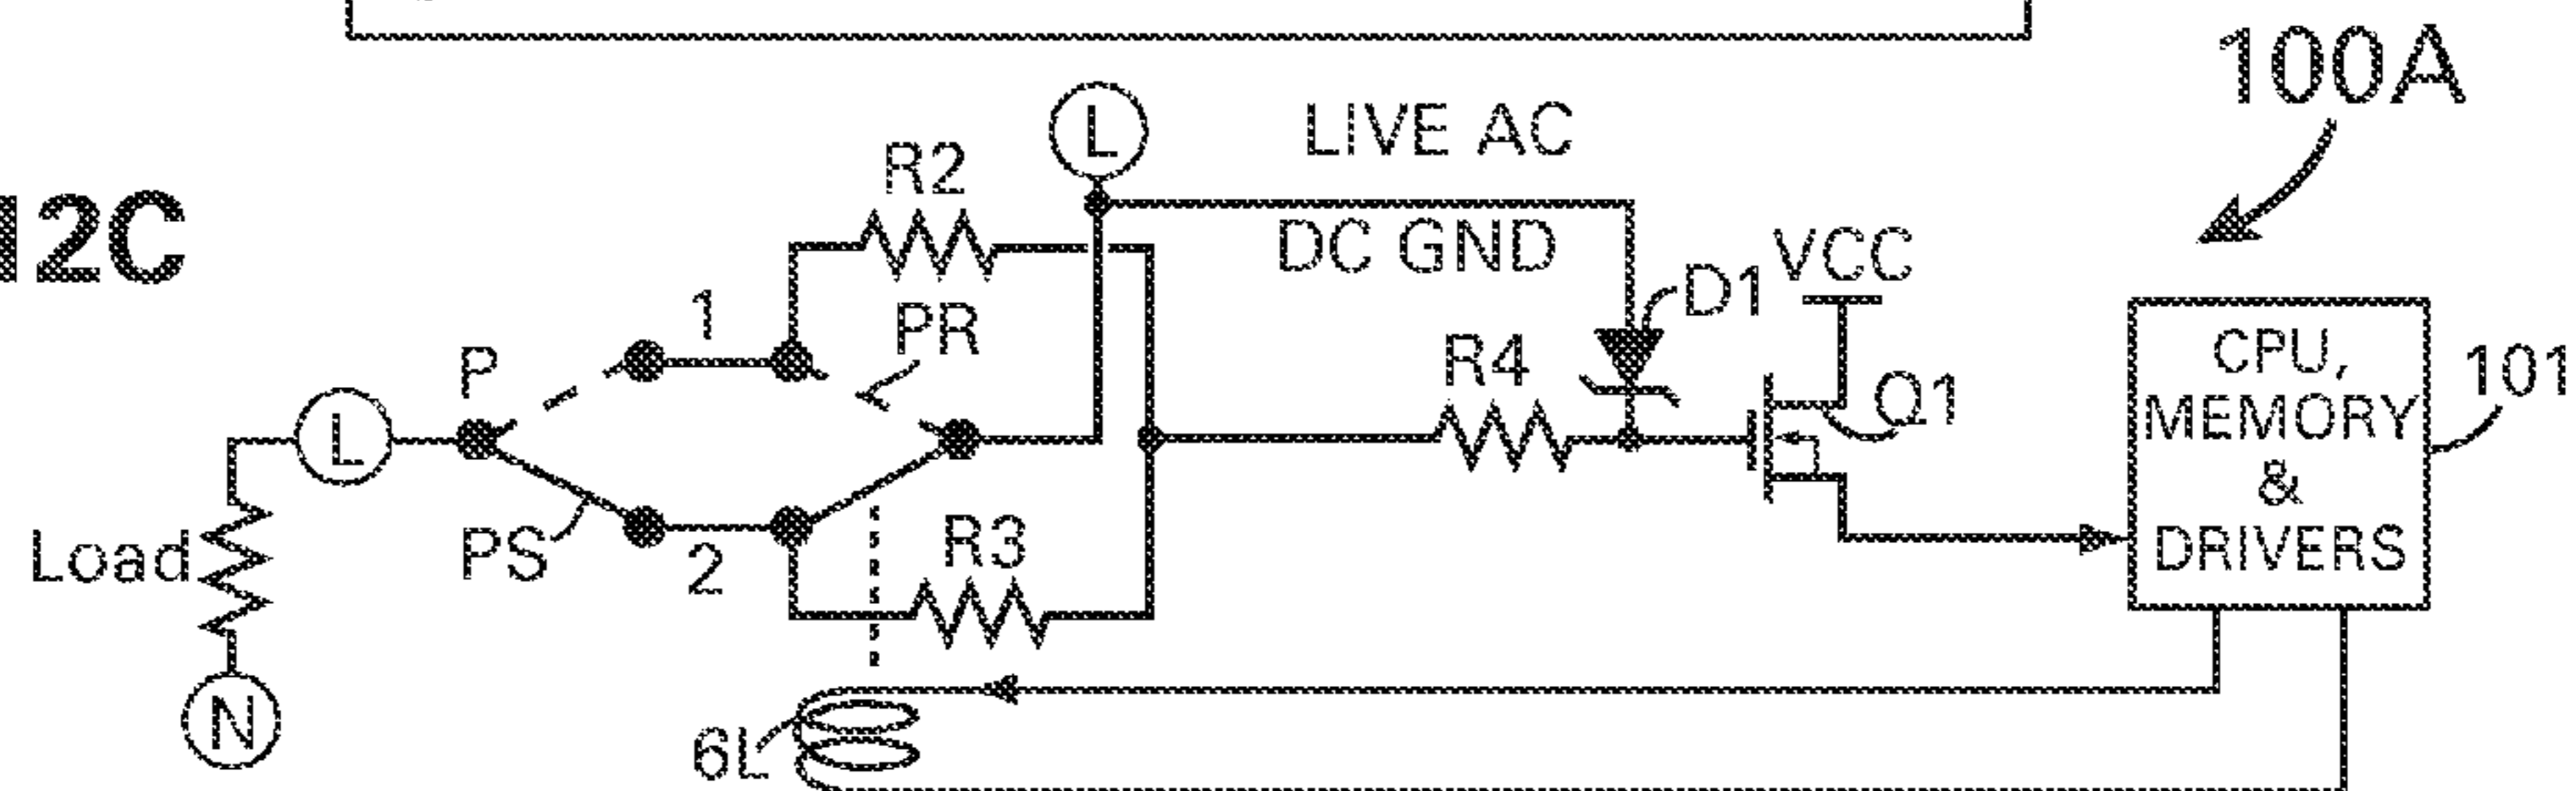 100A
L
LIVE AC
R2
12C
DC GND
VCC
D1
1
PR
P
R4
CPU,
MEMORY
&
DRIVERS
101
Q1
L
Load
PS
2
R3
N
6L